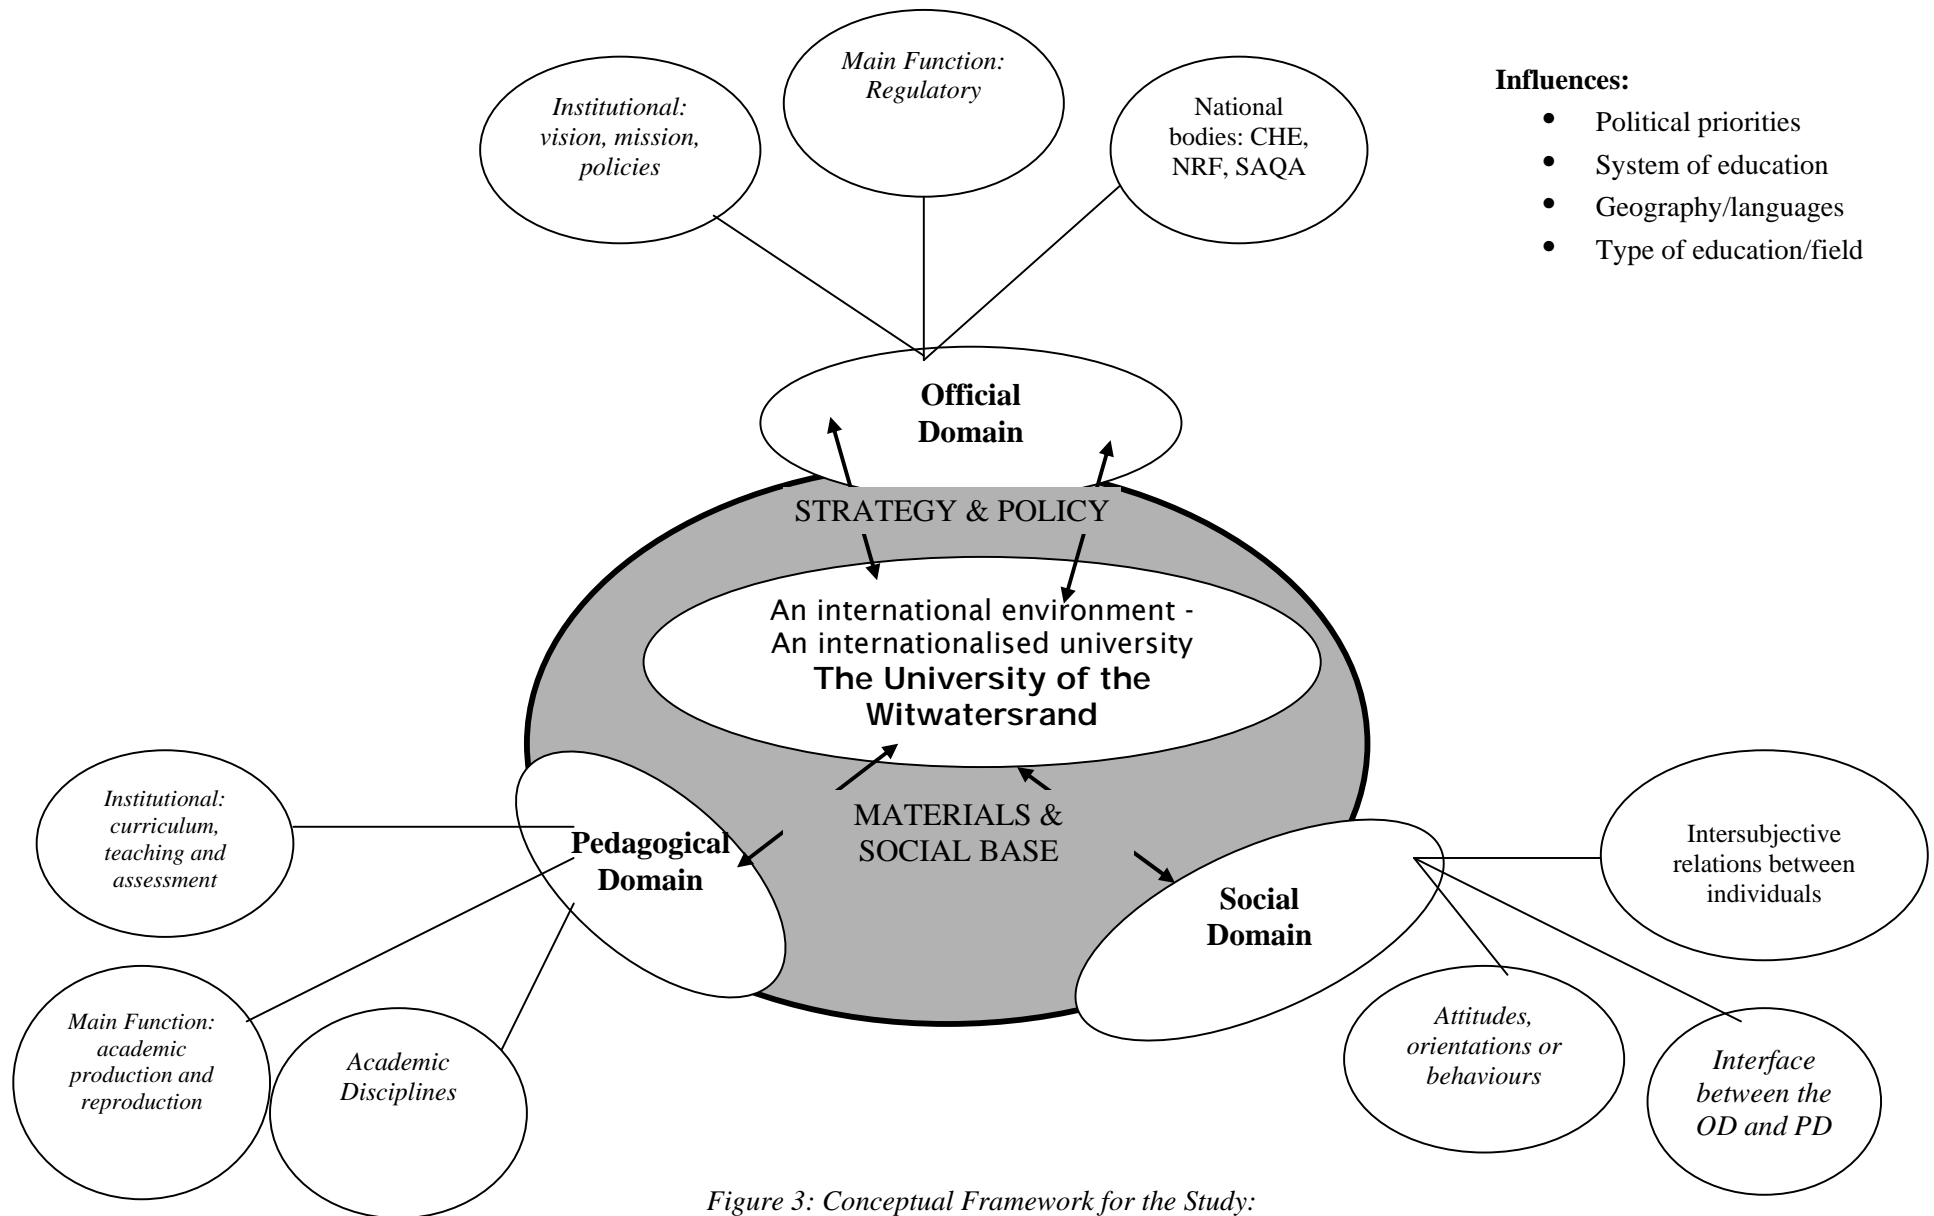 Main Function:
Regulatory
Institutional:
vision, mission,
policies
National
bodies: CHE,
NRF, SAQA
Influences:
• Political priorities
• System of education
• Geography/languages
• Type of education/field
Official
Domain
STRATEGY & POLICY
An international environment -
An internationalised university
The University of the
Witwatersrand
MATERIALS &
SOCIAL BASE
Pedagogical
Domain
Social
Domain
Institutional:
curriculum,
teaching and
assessment
Main Function:
academic
production and
reproduction
Academic
Disciplines
Intersubjective
relations between
individuals
Attitudes,
orientations or
behaviours
Interface
between the
OD and PD
Figure 3: Conceptual Framework for the Study: